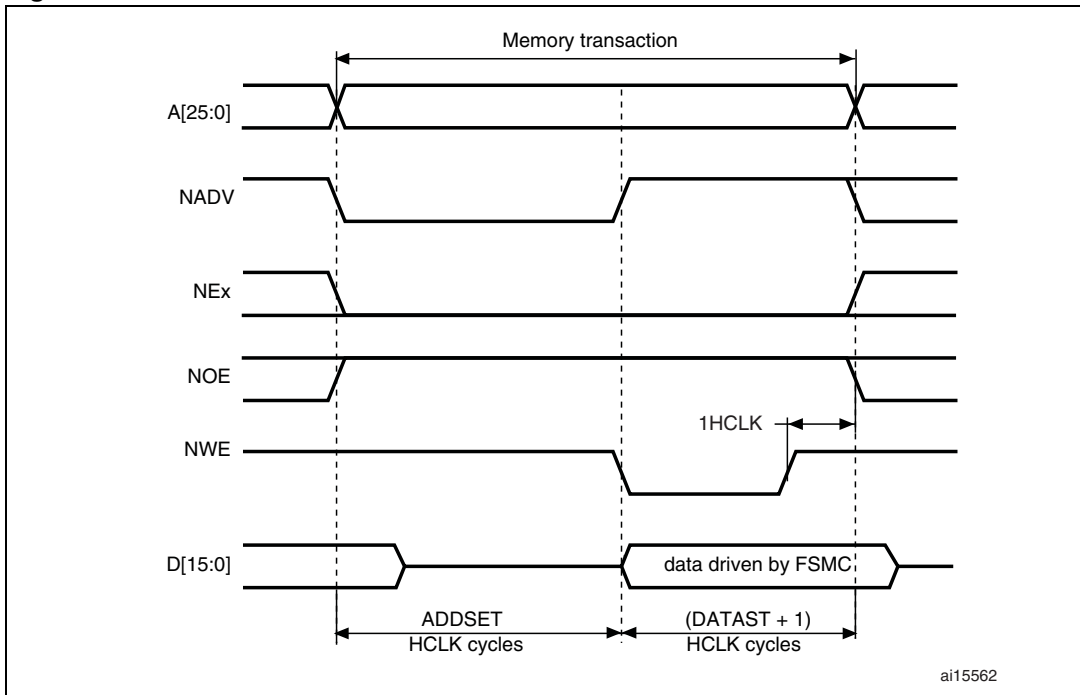 Memory transaction
A[25:0]
NADV
NEx
NOE
1HCLK
NWE
D[15:0]
data driven by FSMC
ADDSET
HCLK cycles
(DATAST + 1)
HCLK cycles
ai15562